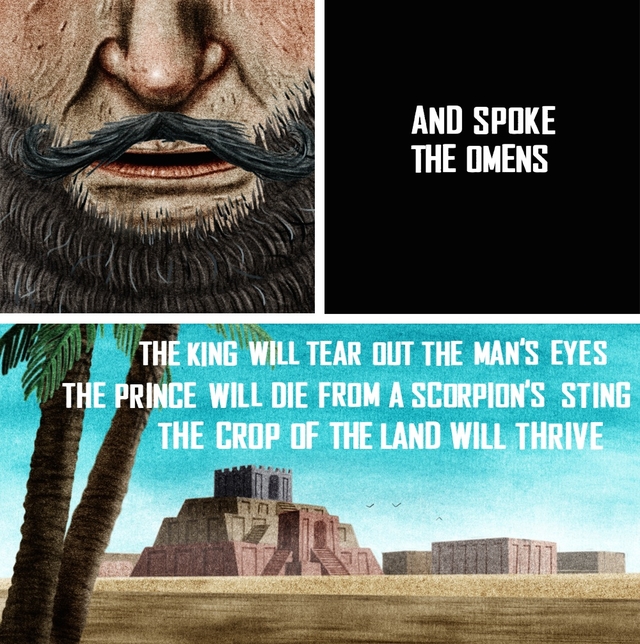 AND SPOKE
THE OMENS
THE KING WILL TEAR OUT THE MAN'S EYES
THE PRINCE WILL DIE FROM A SCORPION'S STING
THE CROP OF THE LAND WILL THRIVE